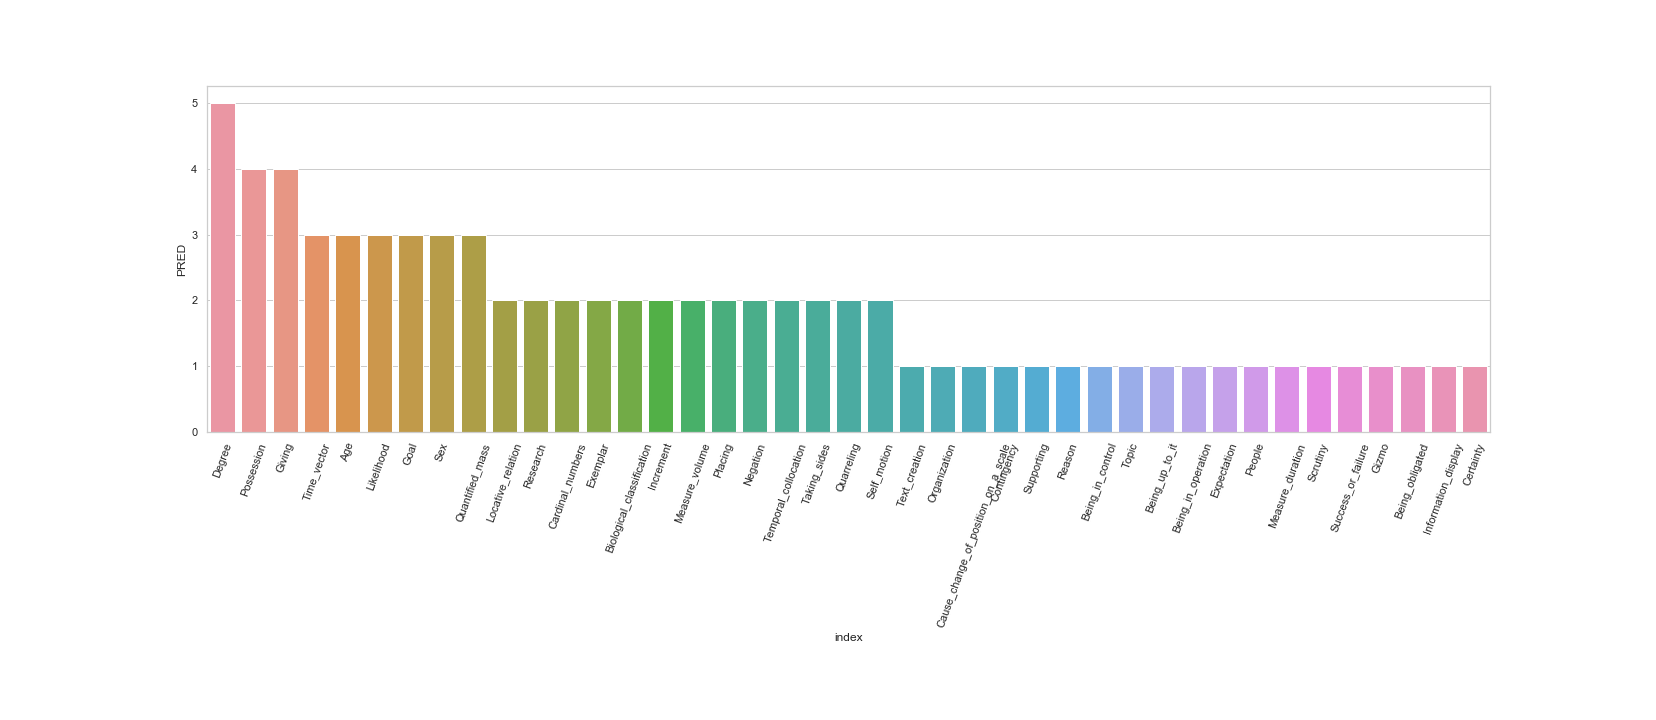 5
4
3
2
1
0
PRED
Degree
Possession
Giving
Time_vector
Age
Likelihood
Goal
Sex
Quantified_mass
Locative_relation
Research
Cardinal_numbers
Exemplar
Biological_classification
Increment
Measure_volume
Placing
Negation
Temporal_collocation
Taking_sides
Quarreling
Self_motion
Text_creation
Organization
Cause_change_of_position_on_a_scale
Contingency
Supporting
Reason
Being_in_control
Topic
Being_up_to_it
Being_in_operation
Expectation
People
Measure_duration
Scrutiny
Success_or_failure
Gizmo
Being_obligated
Information_display
Certainty
index